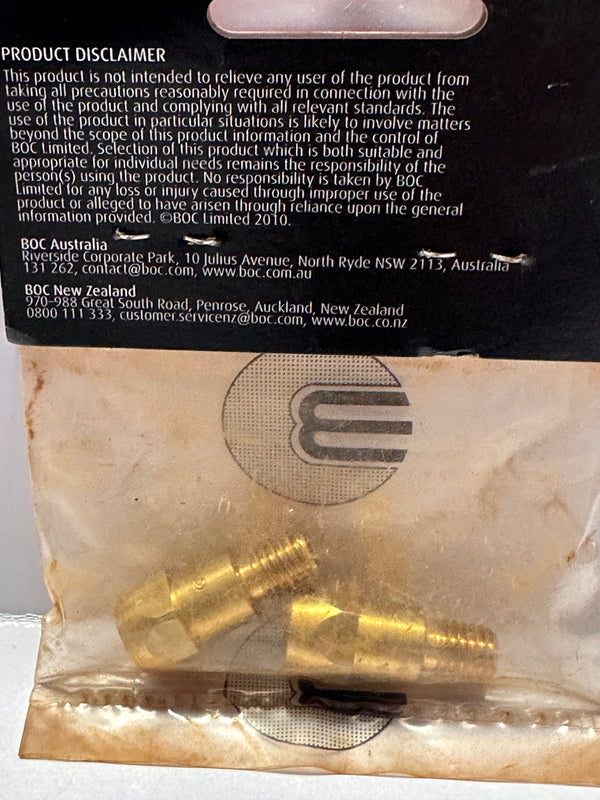 PRODUCT DISCLAIMER
This product is not intended to relieve any user of the product from
taking all precautions reasonably required in connection with the
use of the product and complying with all relevant standards. The
use of the product in particular situations is likely to involve matters
beyond the scope of this product information and the control of
BOC Limited. Selection of this product which is both suitable and
appropriate for individual needs remains the responsibility of the
person(s) using the product. No responsibility is taken by BOC
Limited for any loss or injury caused through improper use of the
product or alleged to have arisen through reliance upon the general
information provided. ©BOC Limited 2010.
BOC Australia
Riverside Corporate Park, 10 Julius Avenue, North Ryde NSW 2113, Australia
131 262, contact@boc.com, www.boc.com.au
BOC New Zealand
970–988 Great South Road, Penrose, Auckland, New Zealand
0800 111 333, customer.servicenz@boc.com, www.boc.co.nz